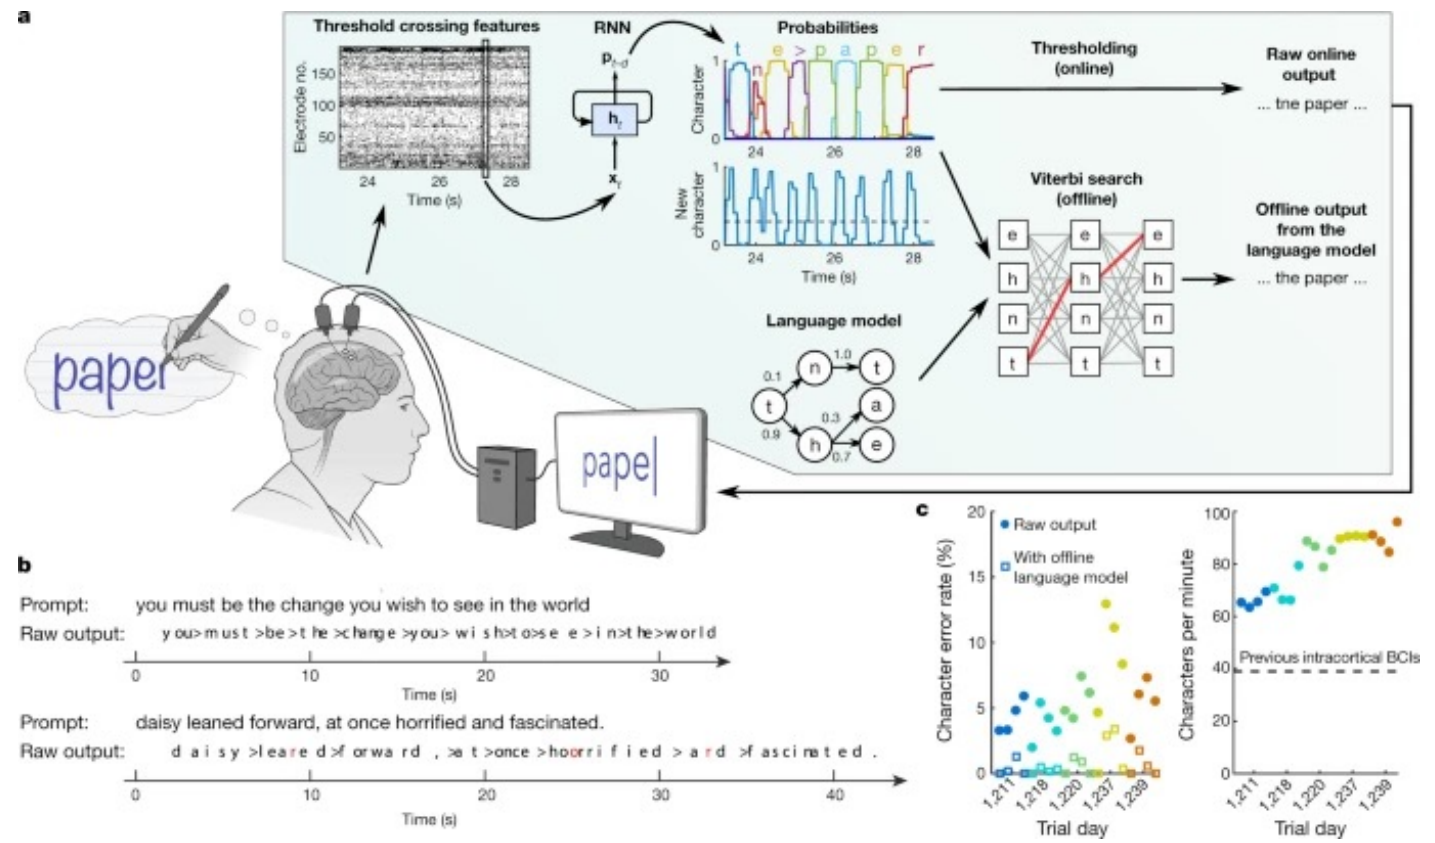 a
Threshold crossing features
Electrode no.
150
100
50
24 26 28
Time (s)
RNN
p_{t-d}
h_t
x_t
Probabilities
t n e > p a p e r
Character
1
0
24 26 28
New character
1
0
24 26 28
Time (s)
Thresholding
(online)
Raw online
output
... tne paper ...
Viterbi search
(offline)
e e e
h h h
n n n
t t t
Offline output
from the
language model
... the paper ...
Language model
t n t h a e
0.1 1.0
0.9 0.3 0.7
paper
pape|
b
Prompt: you must be the change you wish to see in the world
Raw output: you>must>be>the>change>you>wish>to>see>in>the>world
0 10 20 30
Time (s)
Prompt: daisy leaned forward, at once horrified and fascinated.
Raw output: daisy>leared>forward,>at>once>hoorrified>ard>fascinated.
0 10 20 30 40
Time (s)
c
Character error rate (%)
20
15
10
5
0
Raw output
With offline
language model
1,211 1,218 1,220 1,237 1,239
Trial day
Characters per minute
100
80
60
40
20
0
Previous intracortical BCIs
1,211 1,218 1,220 1,237 1,239
Trial day